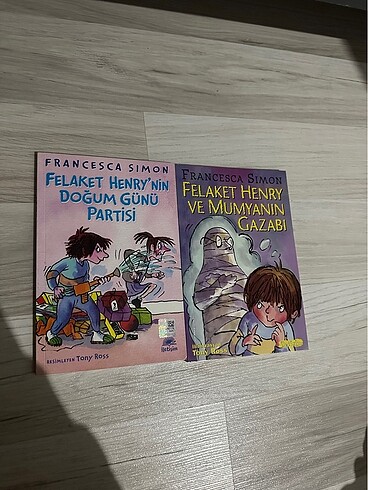 FRANCESCA SIMON
FELAKET HENRY'NİN
DOĞUM GÜNÜ
PARTİSİ
RESİMLEYEN Tony Ross
iletişim
FRANCESCA SIMON
FELAKET HENRY
VE MUMYANIN
GAZABI
Tony Ross